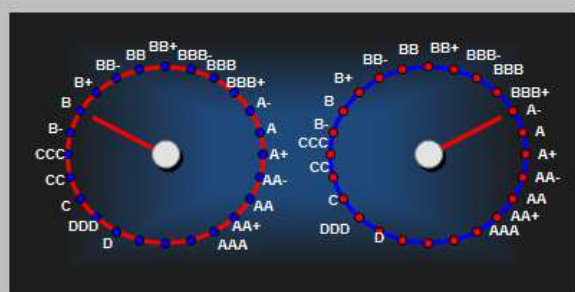 D
DDD
C
CC
CCC
B-
B
B+
BB-
BB
BB+
BBB-
BBB
BBB+
A-
A
A+
AA-
AA
AA+
AAA
D
DDD
C
CC
CCC
B-
B
B+
BB-
BB
BB+
BBB-
BBB
BBB+
A-
A
A+
AA-
AA
AA+
AAA